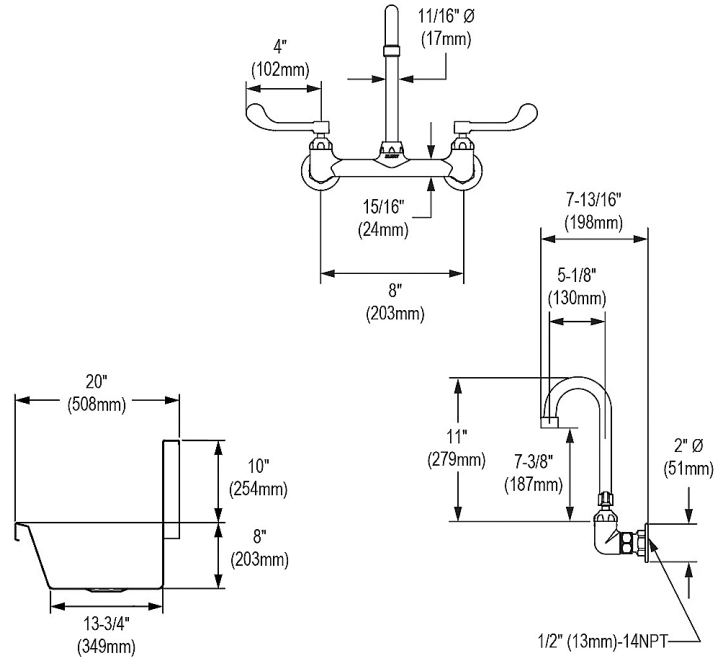 11/16" Ø
(17mm)
4"
(102mm)
15/16"
(24mm)
8"
(203mm)
7-13/16"
(198mm)
5-1/8"
(130mm)
11"
(279mm)
7-3/8"
(187mm)
2" Ø
(51mm)
1/2" (13mm)-14NPT
20"
(508mm)
10"
(254mm)
8"
(203mm)
13-3/4"
(349mm)